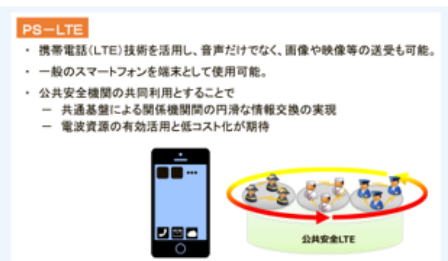 PS－LTE
・ 携帯電話(LTE)技術を活用し、音声だけでなく、画像や映像等の送受も可能。
・ 一般のスマートフォンを端末として使用可能。
・ 公共安全機関の共同利用とすることで
－ 共通基盤による関係機関間の円滑な情報交換の実現
－ 電波資源の有効活用と低コスト化が期待
公共安全LTE